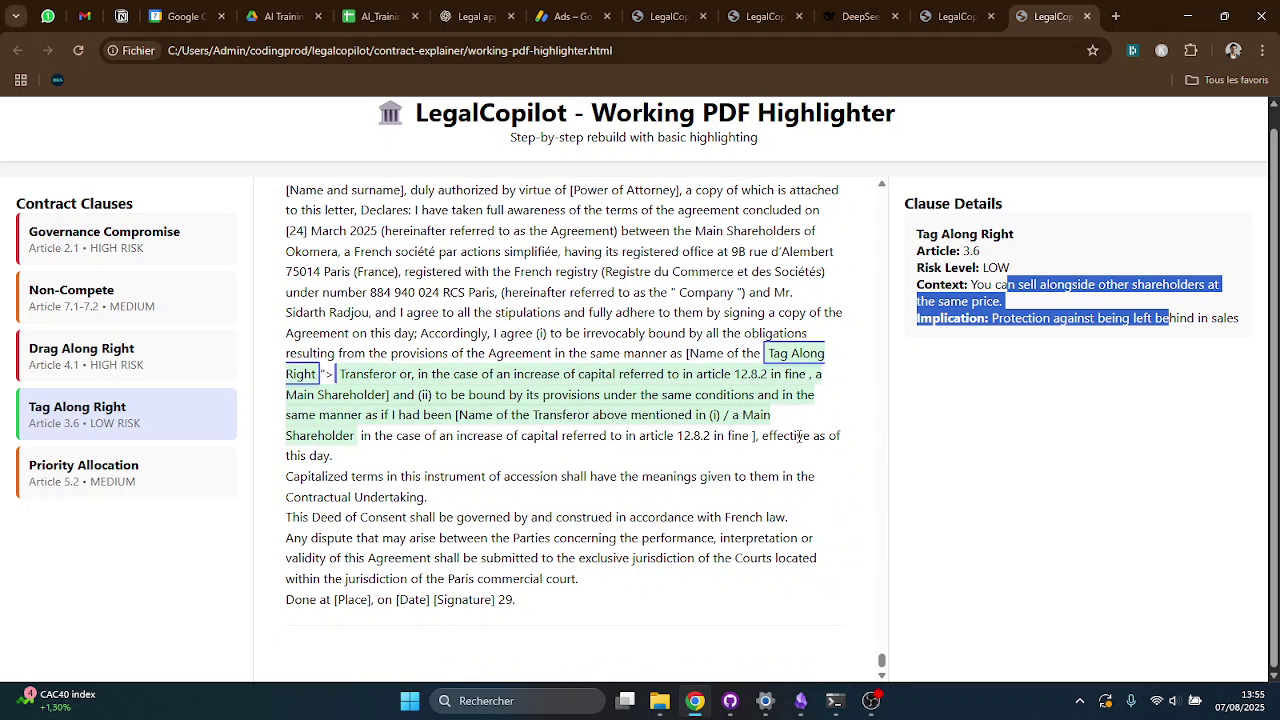 Google C
AI Training
AI_Training
Legal app
Ads – Go
LegalCop
LegalCop
DeepSee
LegalCop
LegalCop
Fichier
C:/Users/Admin/codingprod/legalcopilot/contract-explainer/working-pdf-highlighter.html
Tous les favoris
🏛️ LegalCopilot - Working PDF Highlighter
Step-by-step rebuild with basic highlighting
Contract Clauses
Governance Compromise
Article 2.1 • HIGH RISK
Non-Compete
Article 7.1-7.2 • MEDIUM
Drag Along Right
Article 4.1 • HIGH RISK
Tag Along Right
Article 3.6 • LOW RISK
Priority Allocation
Article 5.2 • MEDIUM
[Name and surname], duly authorized by virtue of [Power of Attorney], a copy of which is attached
to this letter, Declares: I have taken full awareness of the terms of the agreement concluded on
[24] March 2025 (hereinafter referred to as the Agreement) between the Main Shareholders of
Okomera, a French société par actions simplifiée, having its registered office at 9B rue d’Alembert
75014 Paris (France), registered with the French registry (Registre du Commerce et des Sociétés)
under number 884 940 024 RCS Paris, (hereinafter referred to as the " Company ") and Mr.
Sidarth Radjou, and I agree to all the stipulations and fully adhere to them by signing a copy of the
Agreement on this day; Accordingly, I agree (i) to be irrevocably bound by all the obligations
resulting from the provisions of the Agreement in the same manner as [Name of the Tag Along
Right "> Transferor or, in the case of an increase of capital referred to in article 12.8.2 in fine , a
Main Shareholder] and (ii) to be bound by its provisions under the same conditions and in the
same manner as if I had been [Name of the Transferor above mentioned in (i) / a Main
Shareholder in the case of an increase of capital referred to in article 12.8.2 in fine ], effective as of
this day.
Capitalized terms in this instrument of accession shall have the meanings given to them in the
Contractual Undertaking.
This Deed of Consent shall be governed by and construed in accordance with French law.
Any dispute that may arise between the Parties concerning the performance, interpretation or
validity of this Agreement shall be submitted to the exclusive jurisdiction of the Courts located
within the jurisdiction of the Paris commercial court.
Done at [Place], on [Date] [Signature] 29.
Clause Details
Tag Along Right
Article: 3.6
Risk Level: LOW
Context: You can sell alongside other shareholders at
the same price.
Implication: Protection against being left behind in sales
4
CAC40 index
+1,30%
Rechercher
13:55
07/08/2025